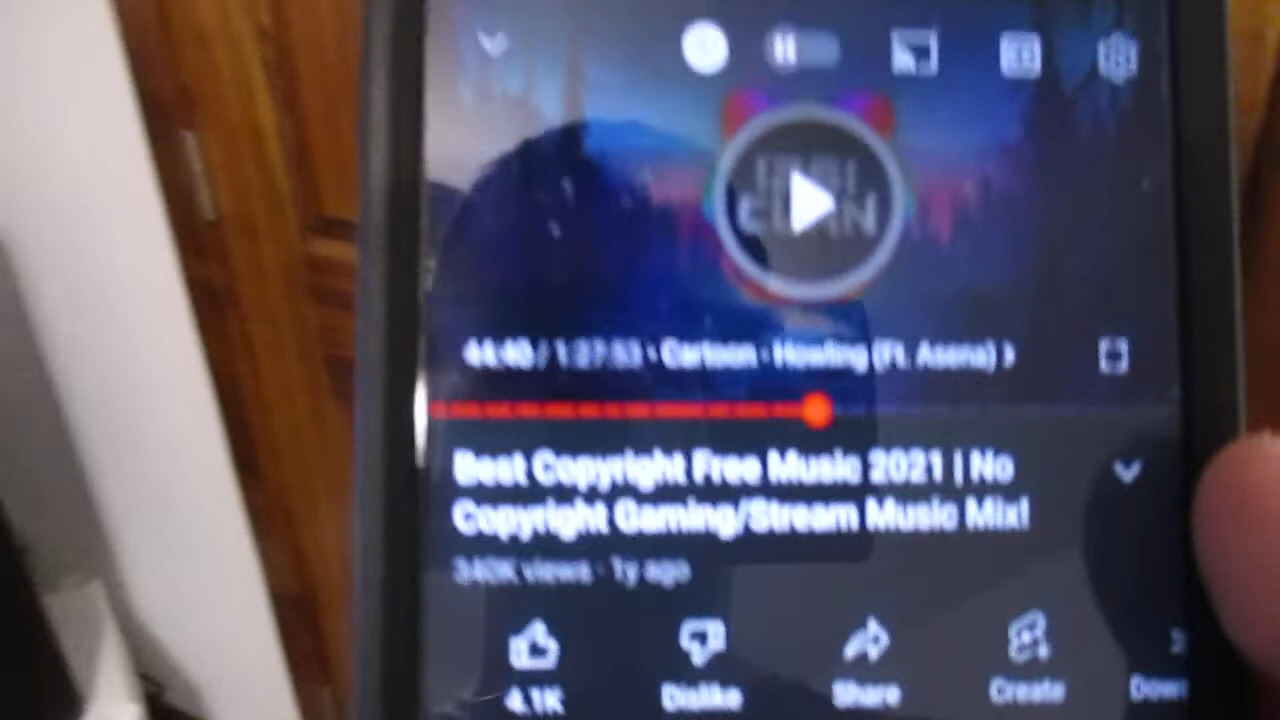 44:40 / 1:27:53 · Cartoon - Howling (Ft. Asena)
Best Copyright Free Music 2021 | No
Copyright Gaming/Stream Music Mix!
340K views · 1y ago
4.1K
Dislike
Share
Create
Down